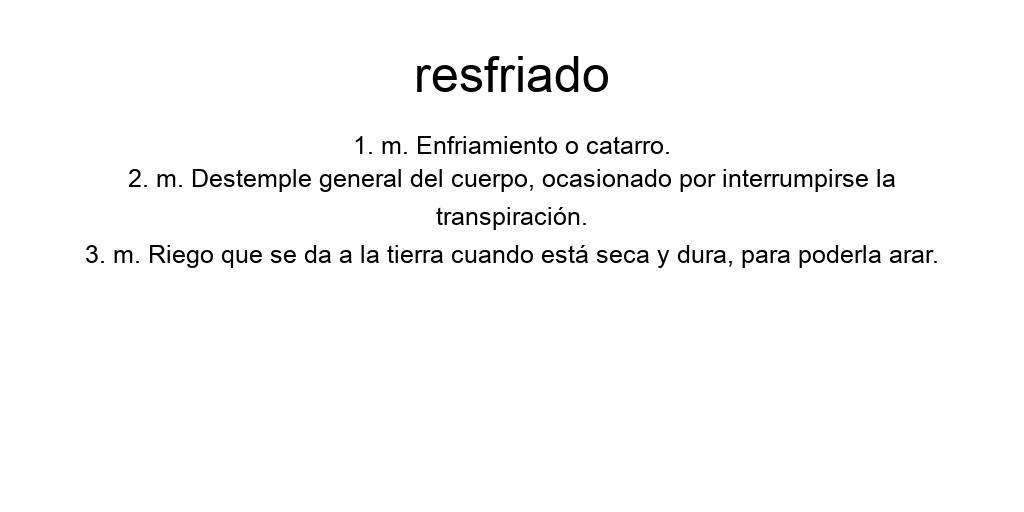 resfriado
1. m. Enfriamiento o catarro.
2. m. Destemple general del cuerpo, ocasionado por interrumpirse la
transpiración.
3. m. Riego que se da a la tierra cuando está seca y dura, para poderla arar.